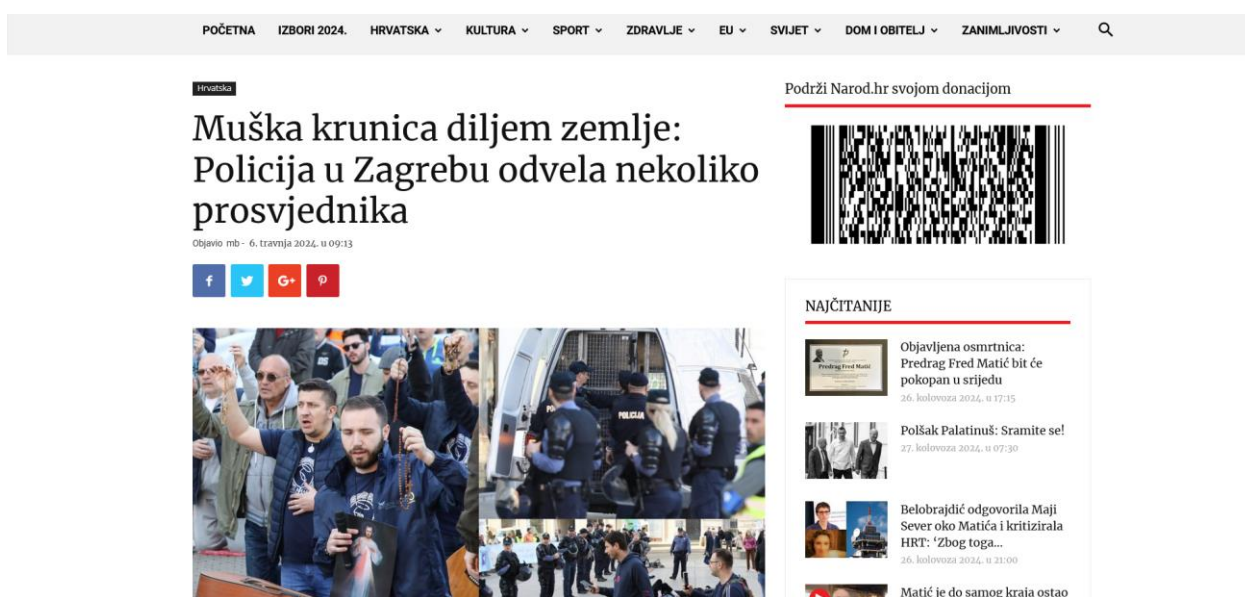 POČETNA IZBORI 2024. HRVATSKA KULTURA SPORT ZDRAVLJE EU SVIJET DOM I OBITELJ ZANIMLJIVOSTI
Hrvatska
Muška krunica diljem zemlje:
Policija u Zagrebu odvela nekoliko
prosvjednika
Objavio mb - 6. travnja 2024. u 09:13
f G+
POLICIJA
Podrži Narod.hr svojom donacijom
NAJČITANIJE
Predrag Fred Matić
Objavljena osmrtnica:
Predrag Fred Matić bit će
pokopan u srijedu
26. kolovoza 2024. u 17:15
Polšak Palatinuš: Sramite se!
27. kolovoza 2024. u 07:30
Belobrajdić odgovorila Maji
Sever oko Matića i kritizirala
HRT: ‘Zbog toga...
26. kolovoza 2024. u 21:00
Matić je do samog kraja ostao